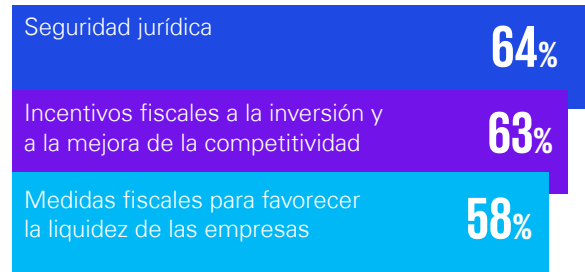 Seguridad jurídica
64%
Incentivos fiscales a la inversión y
a la mejora de la competitividad
63%
Medidas fiscales para favorecer
la liquidez de las empresas
58%